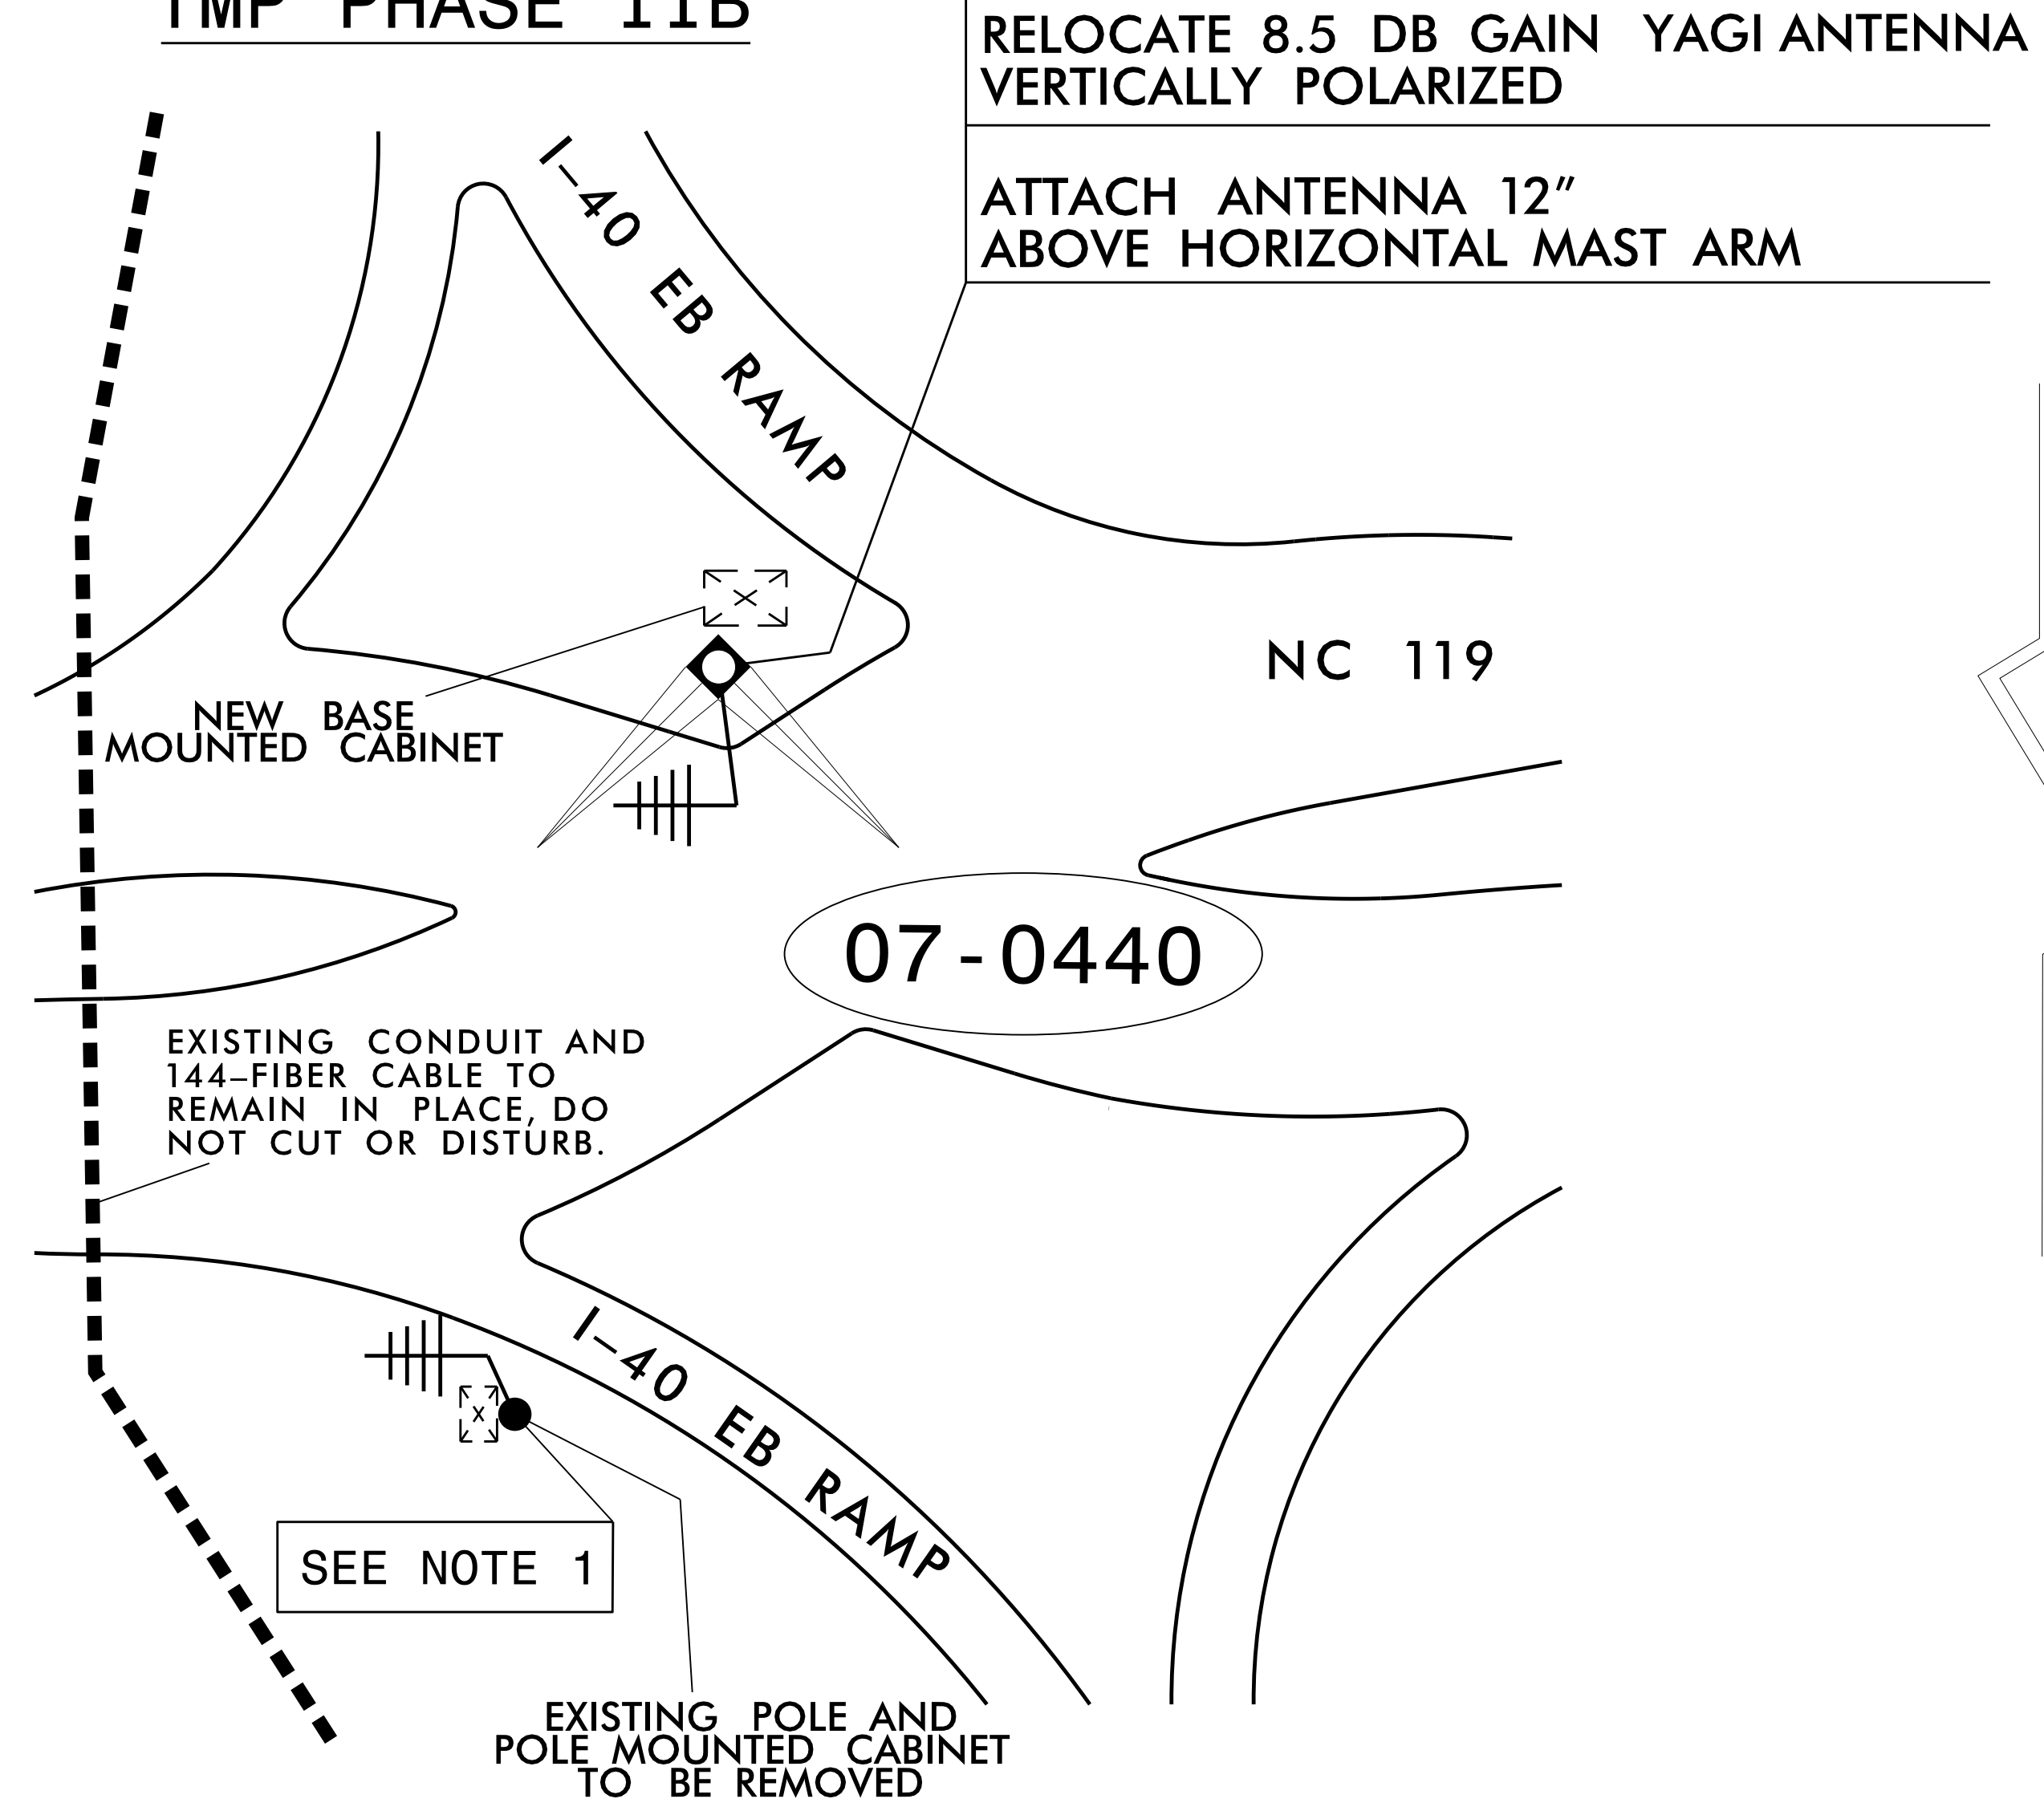 TMP PHASE IIB
RELOCATE 8.5 DB GAIN YAGI ANTENNA
VERTICALLY POLARIZED
ATTACH ANTENNA 12"
ABOVE HORIZONTAL MAST ARM
I-40 EB RAMP
NC 119
NEW BASE
MOUNTED CABINET
07-0440
EXISTING CONDUIT AND
144-FIBER CABLE TO
REMAIN IN PLACE, DO
NOT CUT OR DISTURB.
I-40 EB RAMP
SEE NOTE 1
EXISTING POLE AND
POLE MOUNTED CABINET
TO BE REMOVED